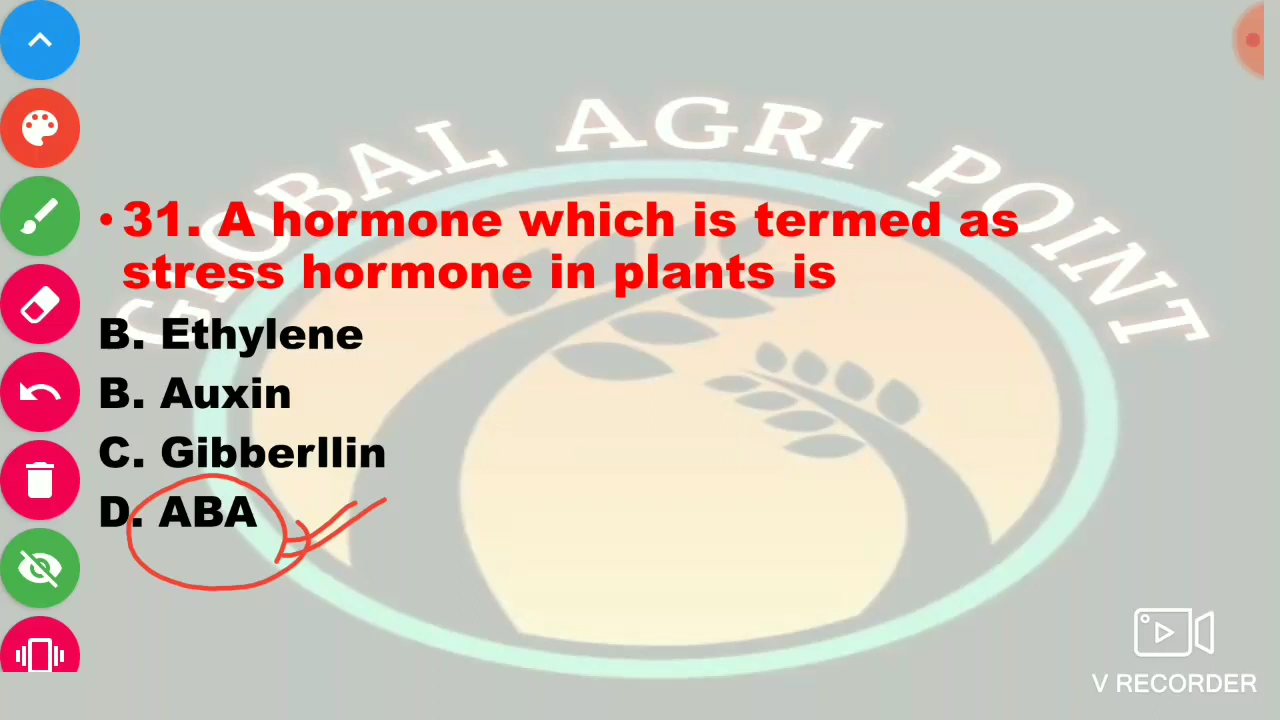 GLOBAL AGRI POINT
• 31. A hormone which is termed as
stress hormone in plants is
B. Ethylene
B. Auxin
C. Gibberllin
D. ABA
V RECORDER